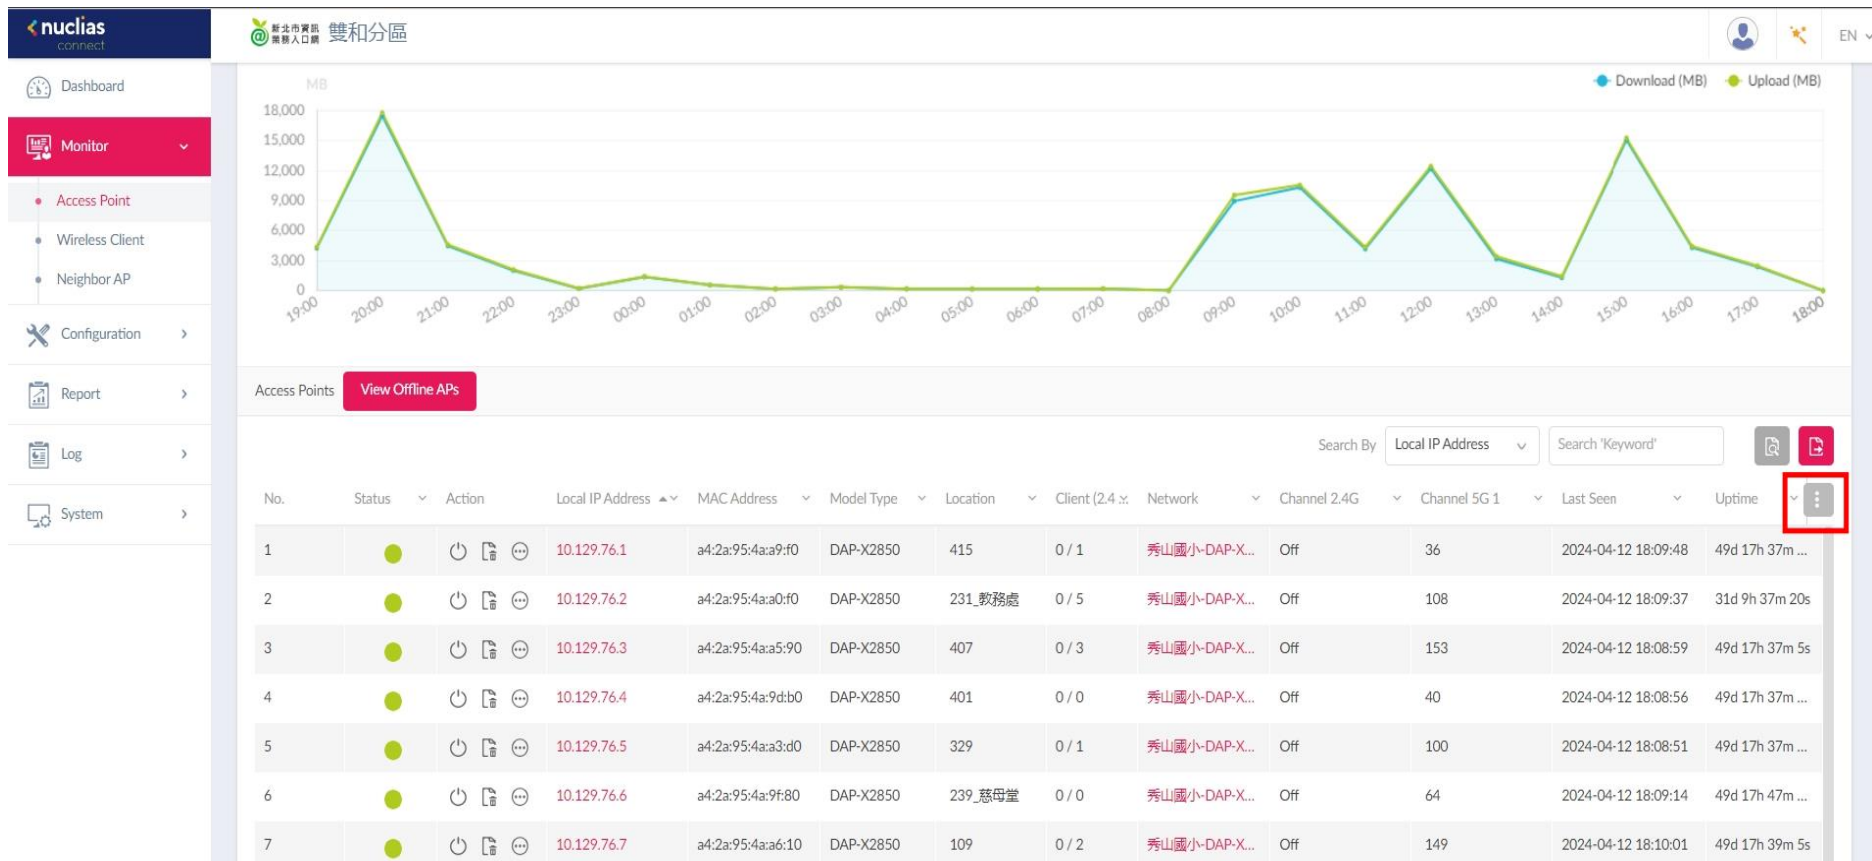 nuclias
connect
新北市資訊
業務入口網
雙和分區
EN
Dashboard
Monitor
Access Point
Wireless Client
Neighbor AP
Configuration
Report
Log
System
MB
Download (MB) Upload (MB)
18,000
15,000
12,000
9,000
6,000
3,000
0
19:00 20:00 21:00 22:00 23:00 00:00 01:00 02:00 03:00 04:00 05:00 06:00 07:00 08:00 09:00 10:00 11:00 12:00 13:00 14:00 15:00 16:00 17:00 18:00
Access Points View Offline APs
Search By Local IP Address Search 'Keyword'
No. Status Action Local IP Address MAC Address Model Type Location Client (2.4 Network Channel 2.4G Channel 5G 1 Last Seen Uptime
1 10.129.76.1 a4:2a:95:4a:a9:f0 DAP-X2850 415 0 / 1 秀山國小-DAP-X... Off 36 2024-04-12 18:09:48 49d 17h 37m ...
2 10.129.76.2 a4:2a:95:4a:a0:f0 DAP-X2850 231_教務處 0 / 5 秀山國小-DAP-X... Off 108 2024-04-12 18:09:37 31d 9h 37m 20s
3 10.129.76.3 a4:2a:95:4a:a5:90 DAP-X2850 407 0 / 3 秀山國小-DAP-X... Off 153 2024-04-12 18:08:59 49d 17h 37m 5s
4 10.129.76.4 a4:2a:95:4a:9d:b0 DAP-X2850 401 0 / 0 秀山國小-DAP-X... Off 40 2024-04-12 18:08:56 49d 17h 37m ...
5 10.129.76.5 a4:2a:95:4a:a3:d0 DAP-X2850 329 0 / 1 秀山國小-DAP-X... Off 100 2024-04-12 18:08:51 49d 17h 37m ...
6 10.129.76.6 a4:2a:95:4a:9f:80 DAP-X2850 239_慈母堂 0 / 0 秀山國小-DAP-X... Off 64 2024-04-12 18:09:14 49d 17h 47m ...
7 10.129.76.7 a4:2a:95:4a:a6:10 DAP-X2850 109 0 / 2 秀山國小-DAP-X... Off 149 2024-04-12 18:10:01 49d 17h 39m 5s